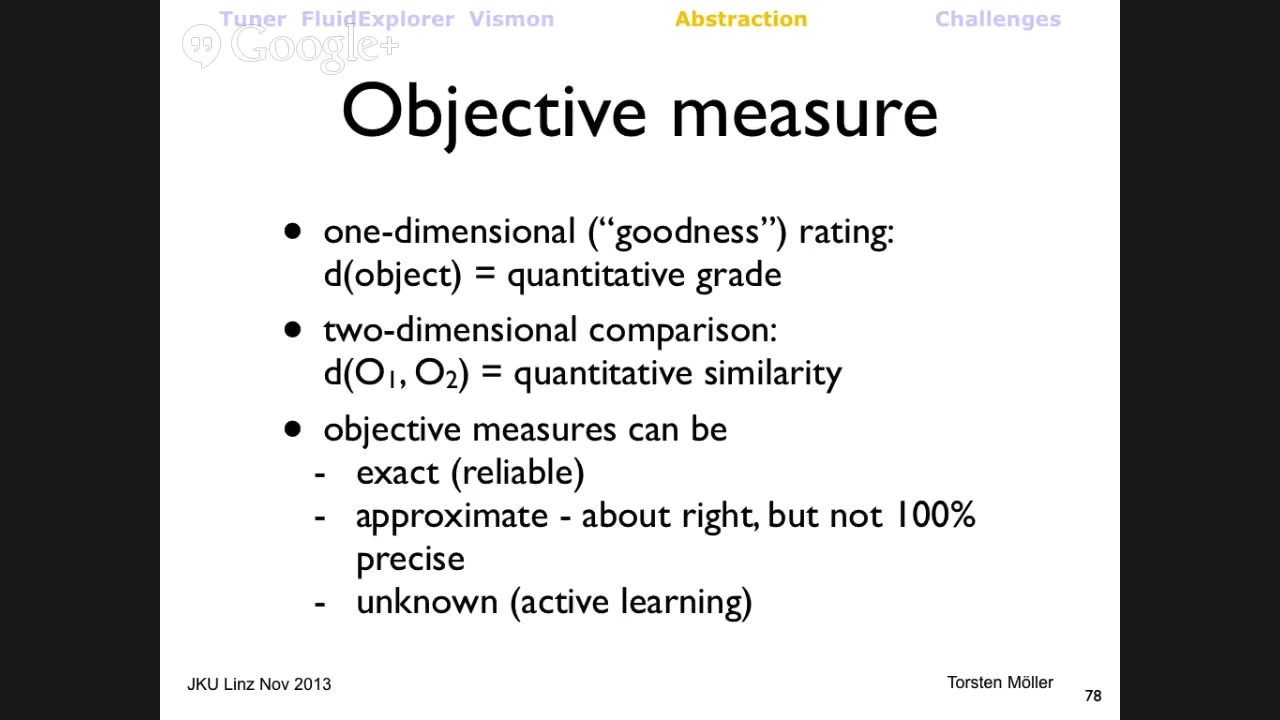 Tuner FluidExplorer Vismon Abstraction Challenges
Google+
Objective measure
• one-dimensional (“goodness”) rating:
d(object) = quantitative grade
• two-dimensional comparison:
d(O₁, O₂) = quantitative similarity
• objective measures can be
- exact (reliable)
- approximate - about right, but not 100%
precise
- unknown (active learning)
JKU Linz Nov 2013
Torsten Möller
78